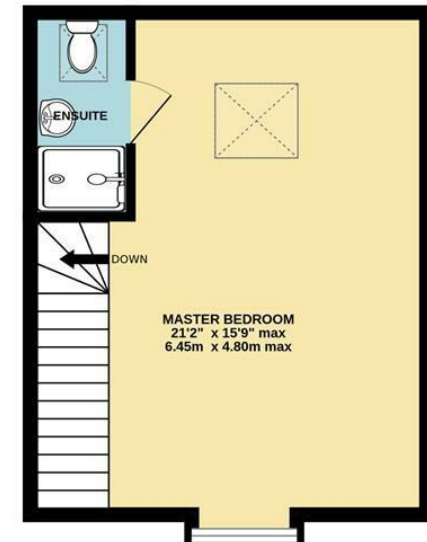 ENSUITE
DOWN
MASTER BEDROOM
21'2" x 15'9" max
6.45m x 4.80m max